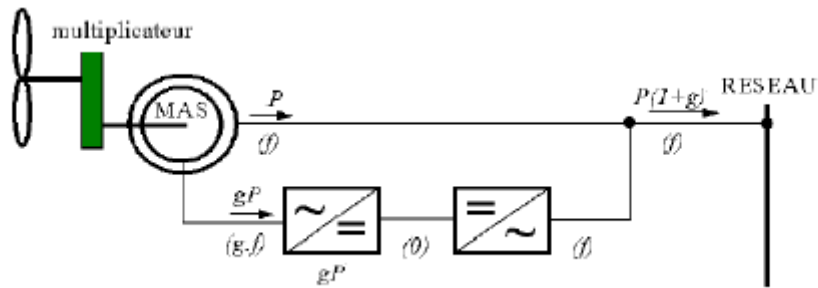 multiplicateur
MAS
P
(f)
P(1+g)
(f)
RESEAU
gP
(g.f)
~
=
gP
(0)
=
~
(f)